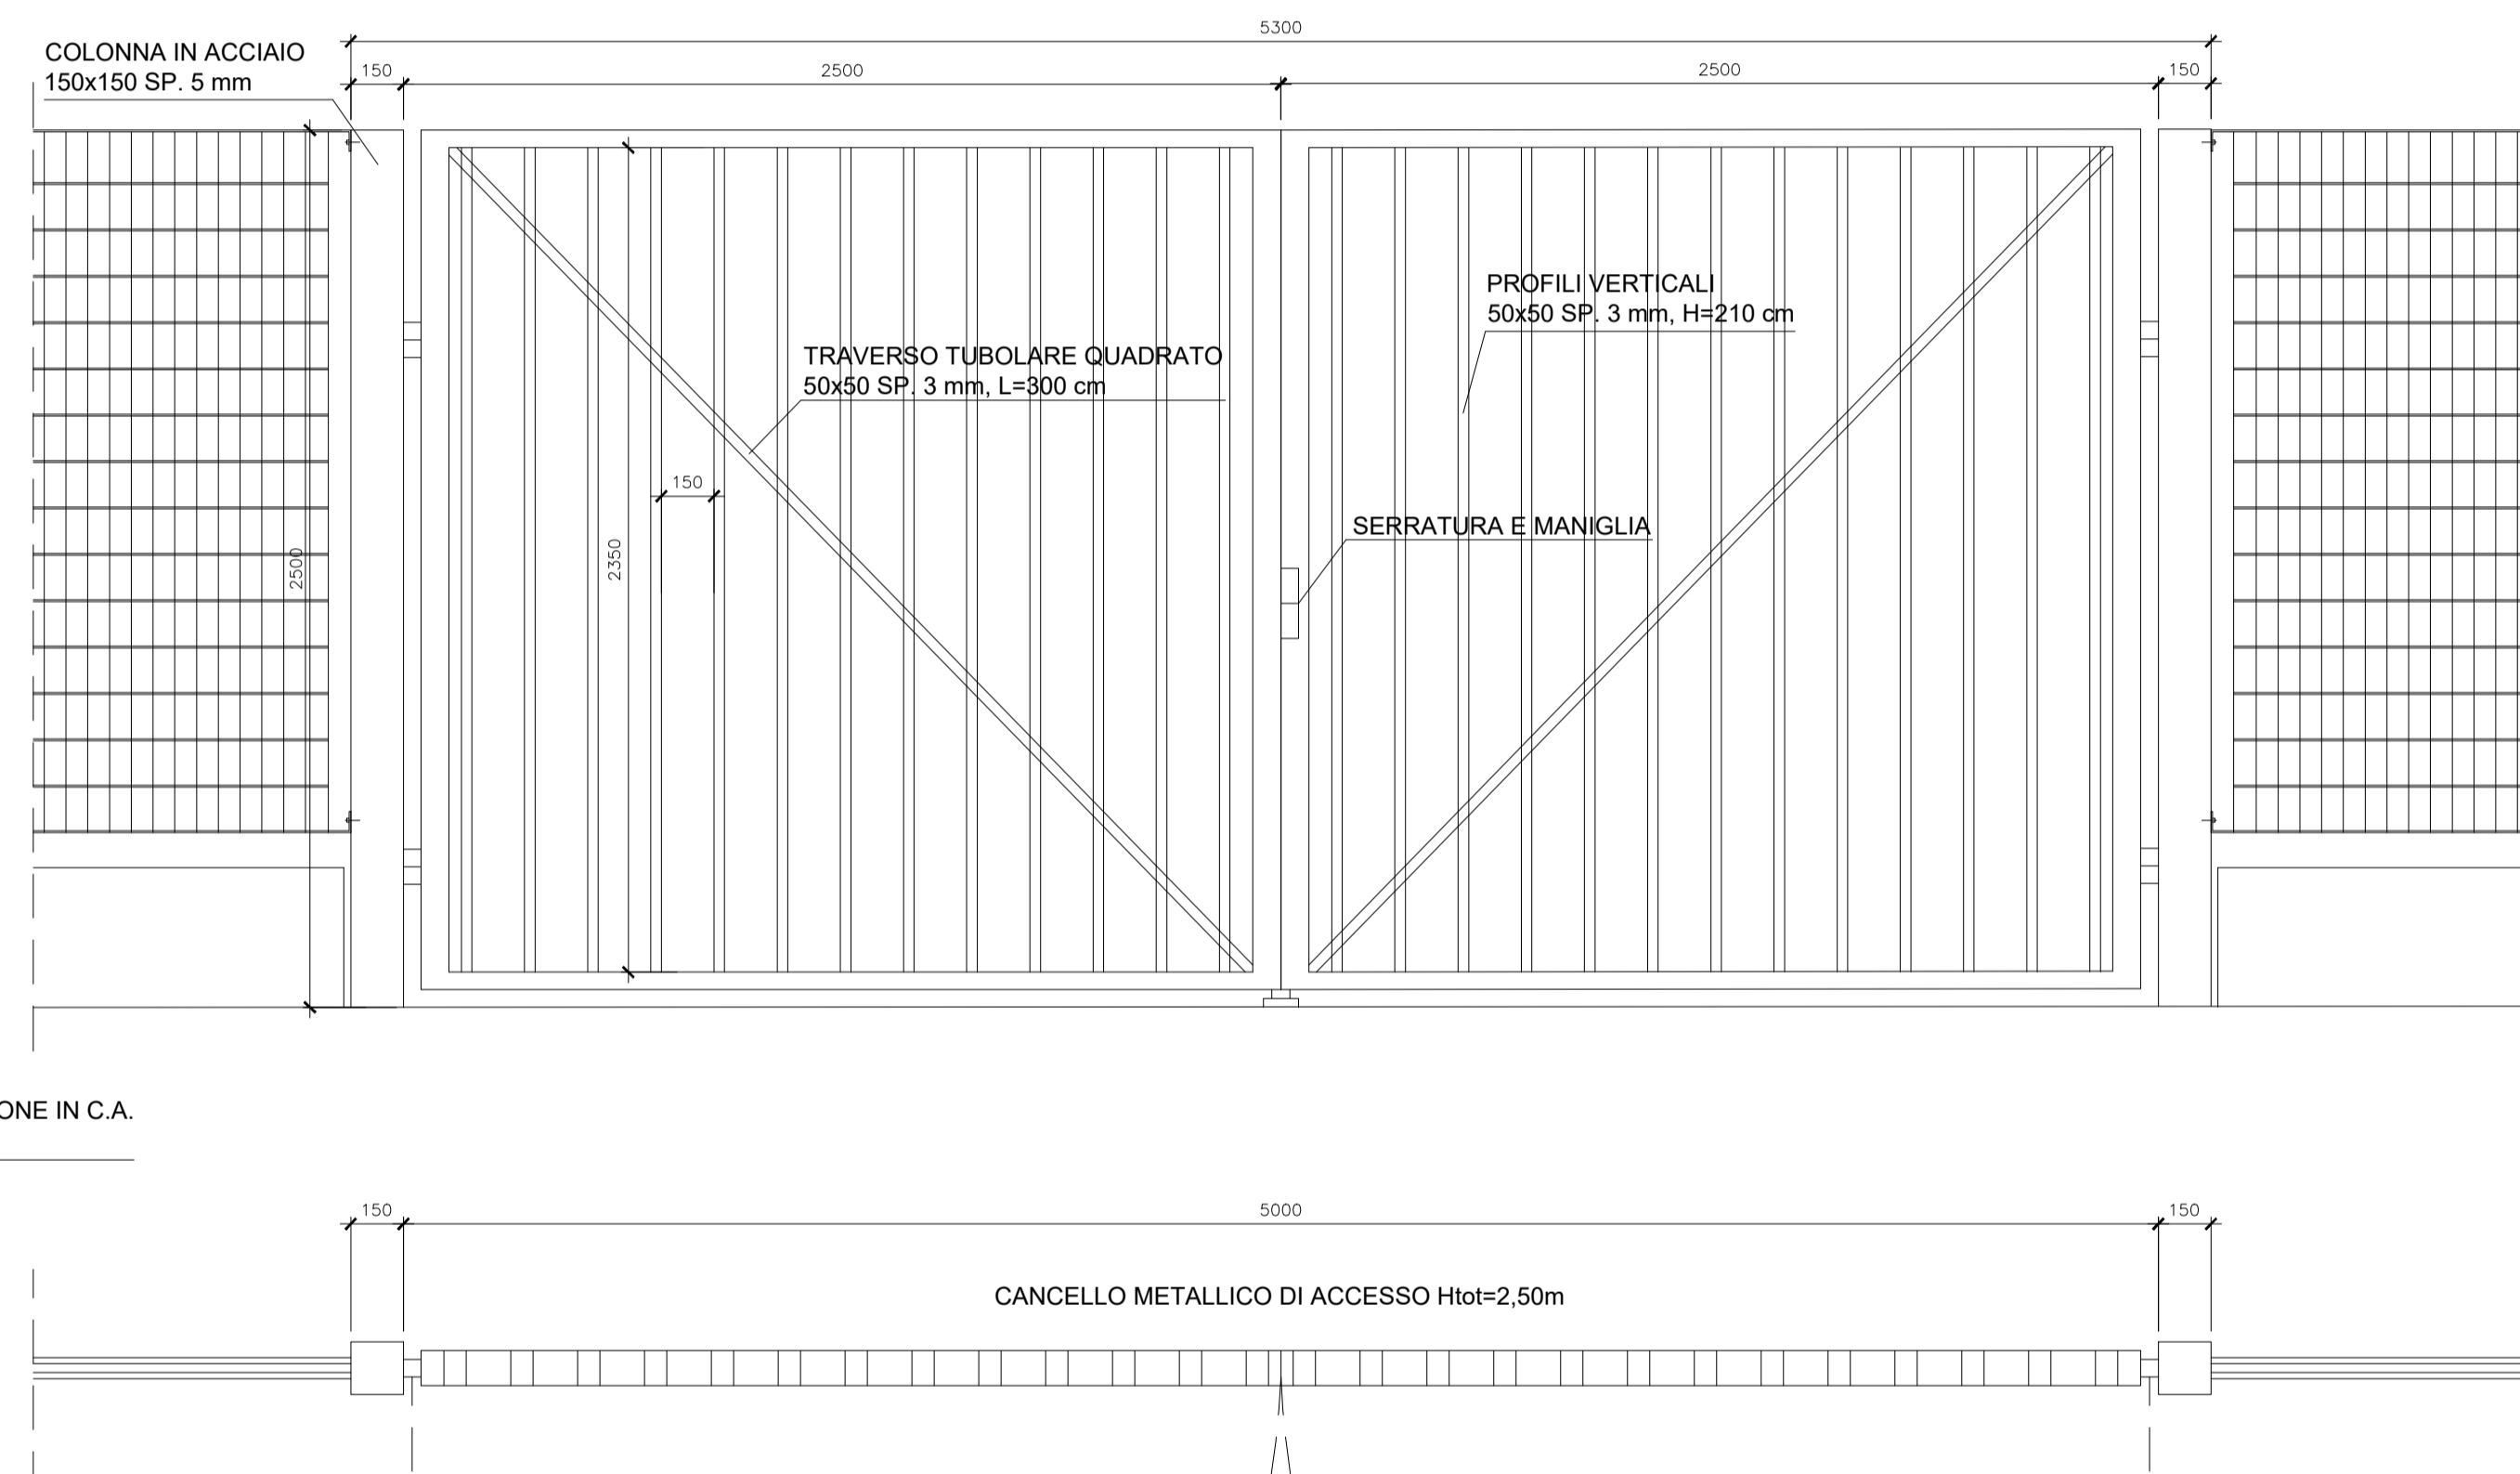 5300
COLONNA IN ACCIAIO
150x150 SP. 5 mm
150
2500
2500
150
PROFILI VERTICALI
50x50 SP. 3 mm, H=210 cm
TRAVERSO TUBOLARE QUADRATO
50x50 SP. 3 mm, L=300 cm
150
SERRATURA E MANIGLIA
2500
2350
ONE IN C.A.
150
5000
150
CANCELLO METALLICO DI ACCESSO Htot=2,50m